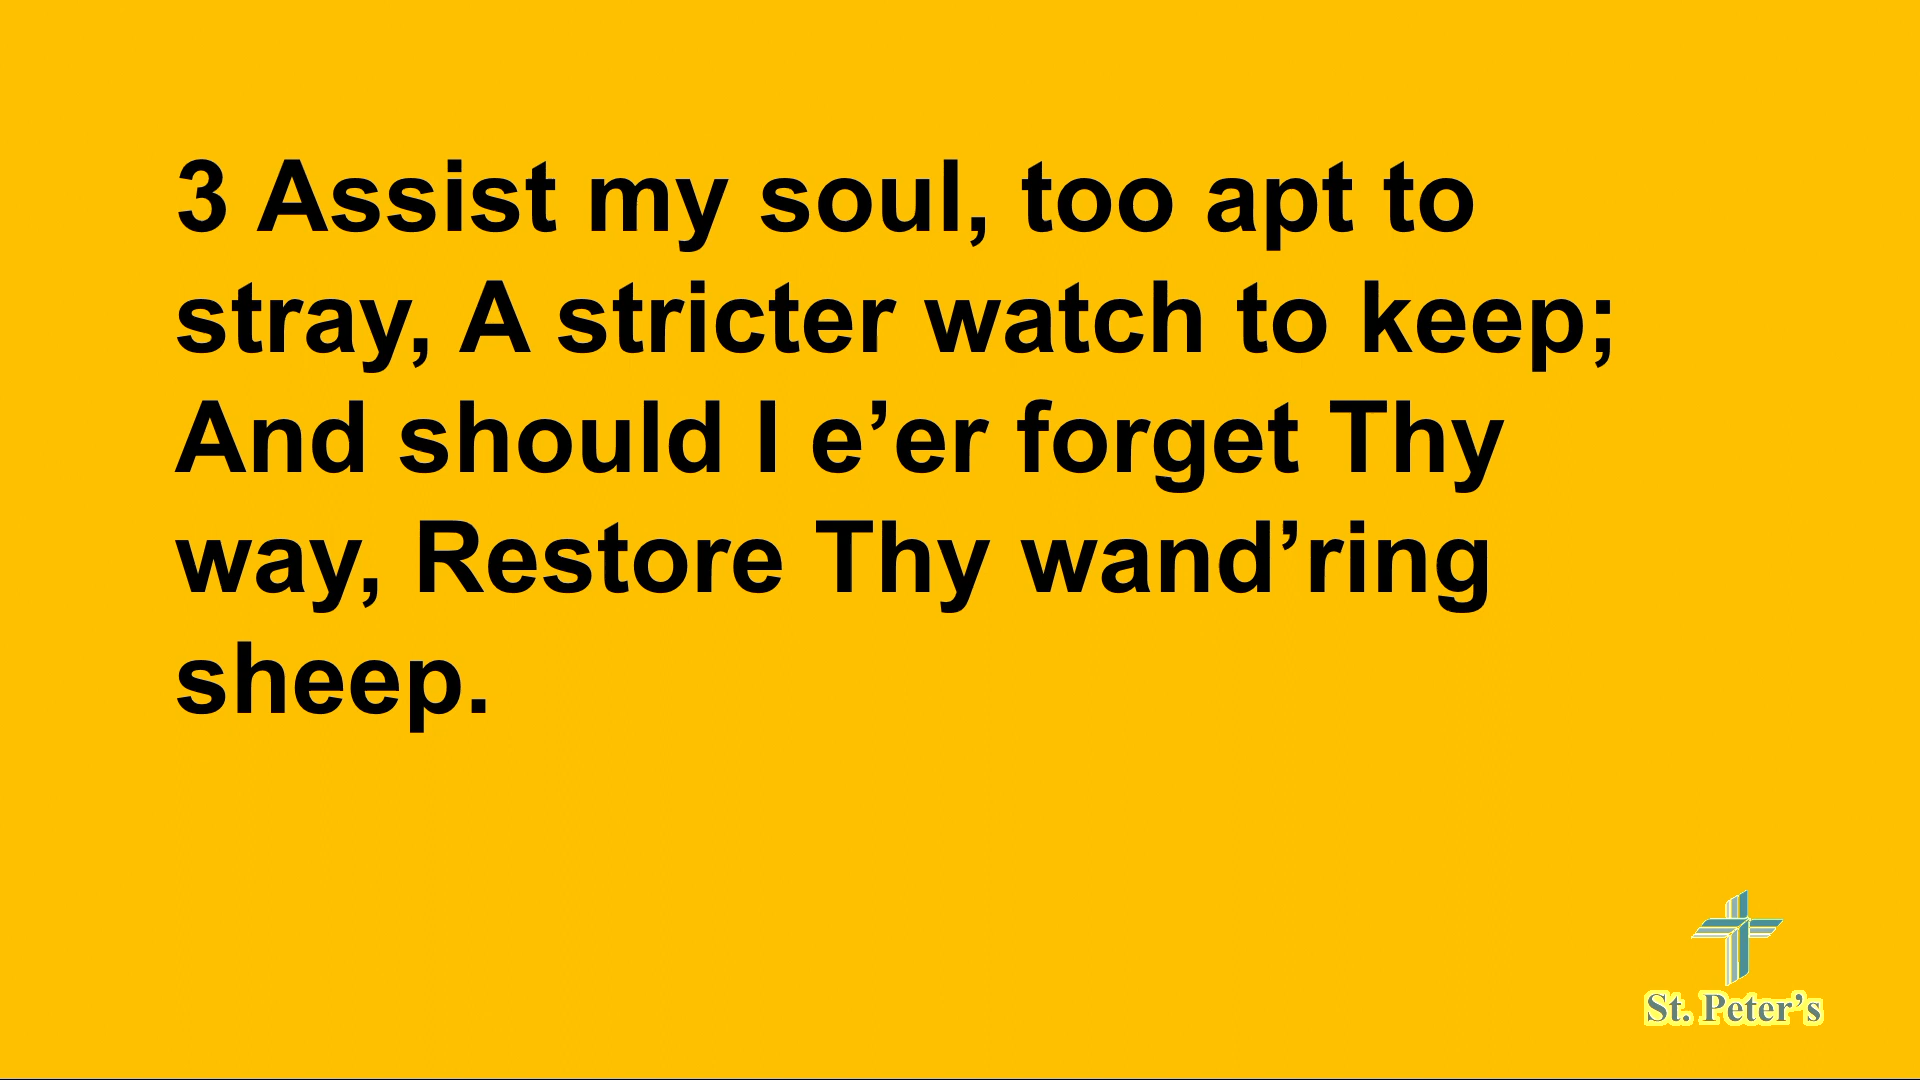 3 Assist my soul, too apt to
stray, A stricter watch to keep;
And should I e’er forget Thy
way, Restore Thy wand’ring
sheep.
St. Peter’s